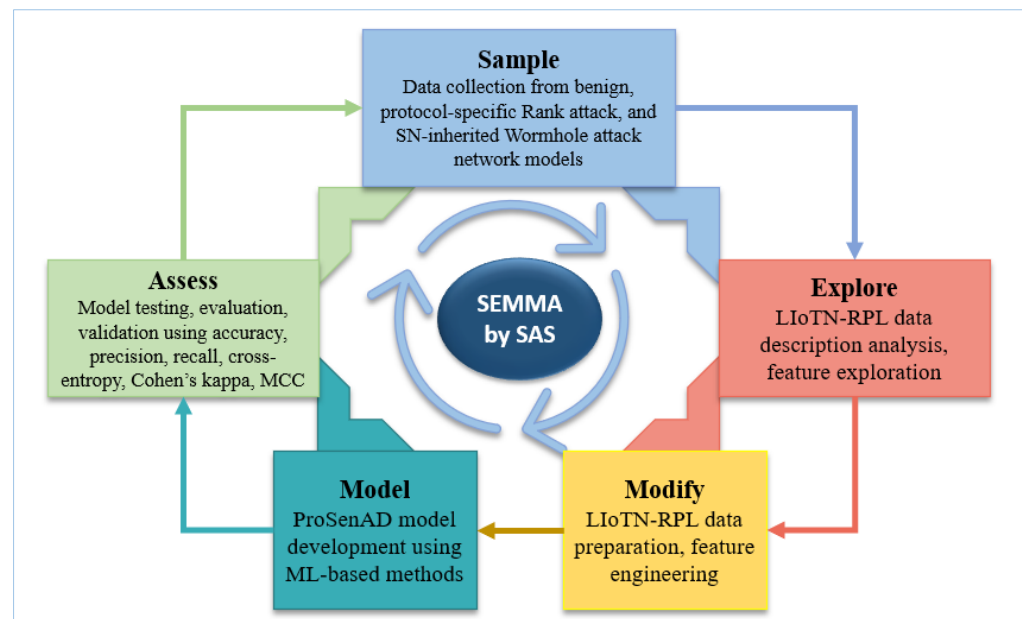 Sample
Data collection from benign,
protocol-specific Rank attack, and
SN-inherited Wormhole attack
network models
Assess
Model testing, evaluation,
validation using accuracy,
precision, recall, cross-
entropy, Cohen's kappa, MCC
SEMMA
by SAS
Explore
LIoTN-RPL data
description analysis,
feature exploration
Model
ProSenAD model
development using
ML-based methods
Modify
LIoTN-RPL data
preparation, feature
engineering